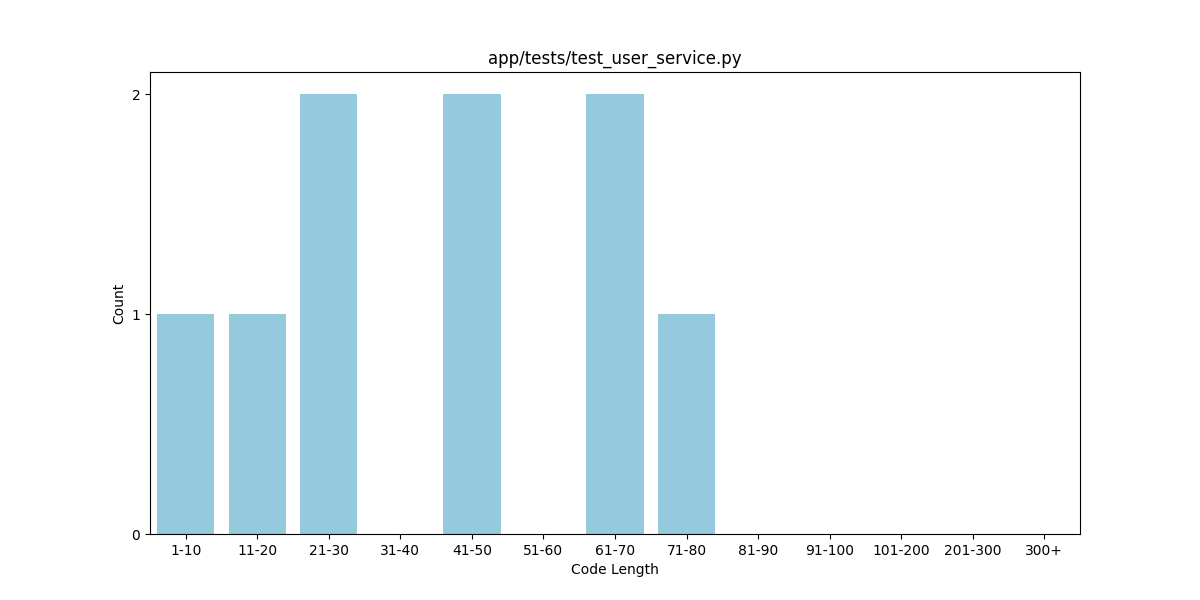 app/tests/test_user_service.py
Count
2
1
0
1-10 11-20 21-30 31-40 41-50 51-60 61-70 71-80 81-90 91-100 101-200 201-300 300+
Code Length